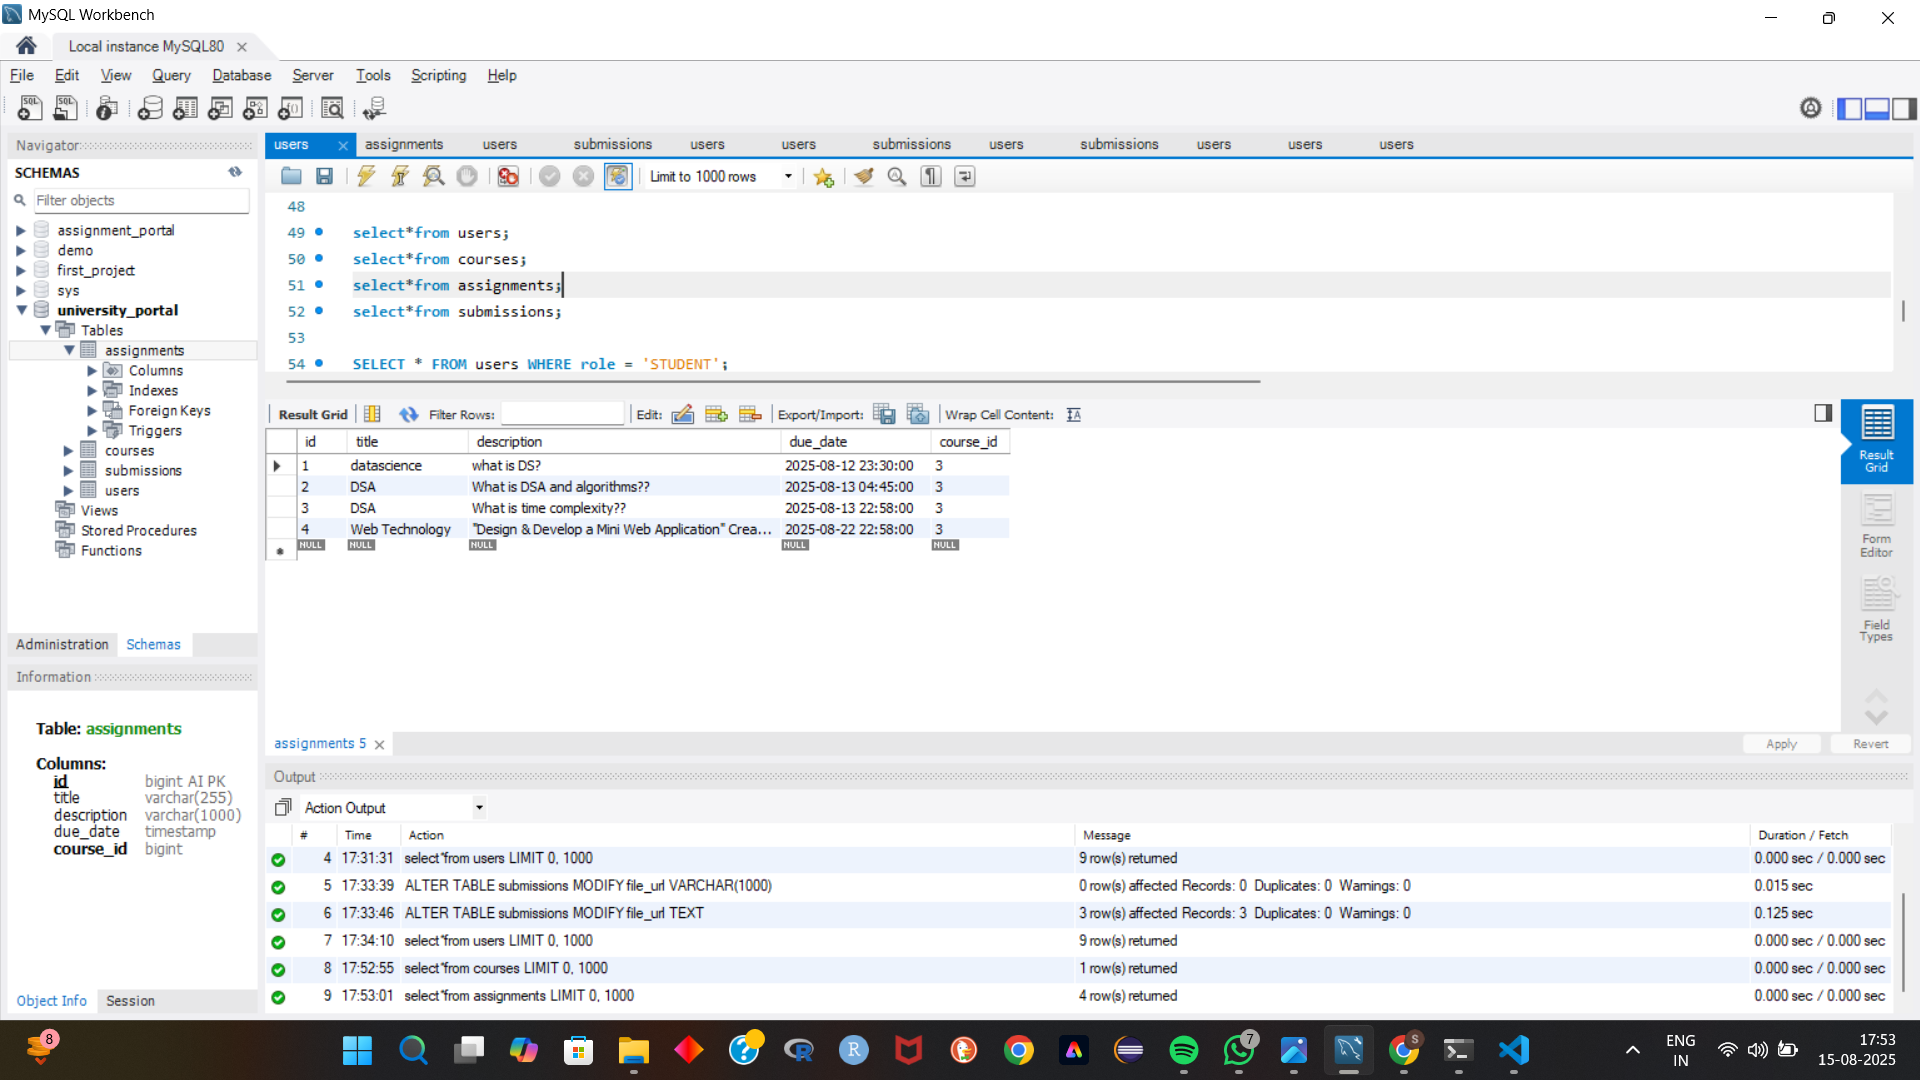 MySQL Workbench
Local instance MySQL80
File Edit View Query Database Server Tools Scripting Help
Navigator
SCHEMAS
Filter objects
assignment_portal
demo
first_project
sys
university_portal
Tables
assignments
Columns
Indexes
Foreign Keys
Triggers
courses
submissions
users
Views
Stored Procedures
Functions
Administration Schemas
Information
Table: assignments
Columns:
id bigint AI PK
title varchar(255)
description varchar(1000)
due_date timestamp
course_id bigint
Object Info Session
users assignments users submissions users users submissions users submissions users users users
Limit to 1000 rows
48
49 select*from users;
50 select*from courses;
51 select*from assignments;
52 select*from submissions;
53
54 SELECT * FROM users WHERE role = 'STUDENT';
Result Grid Filter Rows: Edit: Export/Import: Wrap Cell Content:
id title description due_date course_id
1 datascience what is DS? 2025-08-12 23:30:00 3
2 DSA What is DSA and algorithms?? 2025-08-13 04:45:00 3
3 DSA What is time complexity?? 2025-08-13 22:58:00 3
4 Web Technology "Design & Develop a Mini Web Application" Crea... 2025-08-22 22:58:00 3
NULL NULL NULL NULL NULL
Result
Grid
Form
Editor
Field
Types
assignments 5
Apply Revert
Output
Action Output
# Time Action Message Duration / Fetch
4 17:31:31 select*from users LIMIT 0, 1000 9 row(s) returned 0.000 sec / 0.000 sec
5 17:33:39 ALTER TABLE submissions MODIFY file_url VARCHAR(1000) 0 row(s) affected Records: 0 Duplicates: 0 Warnings: 0 0.015 sec
6 17:33:46 ALTER TABLE submissions MODIFY file_url TEXT 3 row(s) affected Records: 3 Duplicates: 0 Warnings: 0 0.125 sec
7 17:34:10 select*from users LIMIT 0, 1000 9 row(s) returned 0.000 sec / 0.000 sec
8 17:52:55 select*from courses LIMIT 0, 1000 1 row(s) returned 0.000 sec / 0.000 sec
9 17:53:01 select*from assignments LIMIT 0, 1000 4 row(s) returned 0.000 sec / 0.000 sec
8
7
S
ENG
IN
17:53
15-08-2025